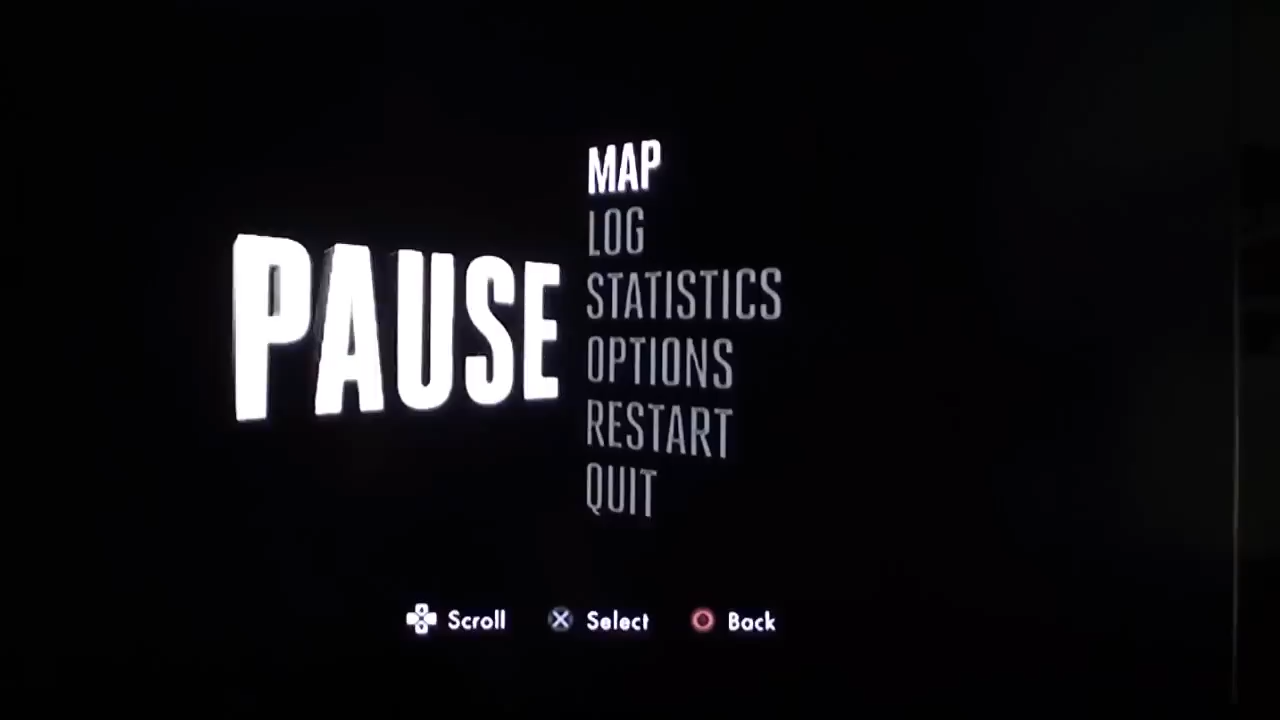 PAUSE
MAP
LOG
STATISTICS
OPTIONS
RESTART
QUIT
Scroll
Select
Back